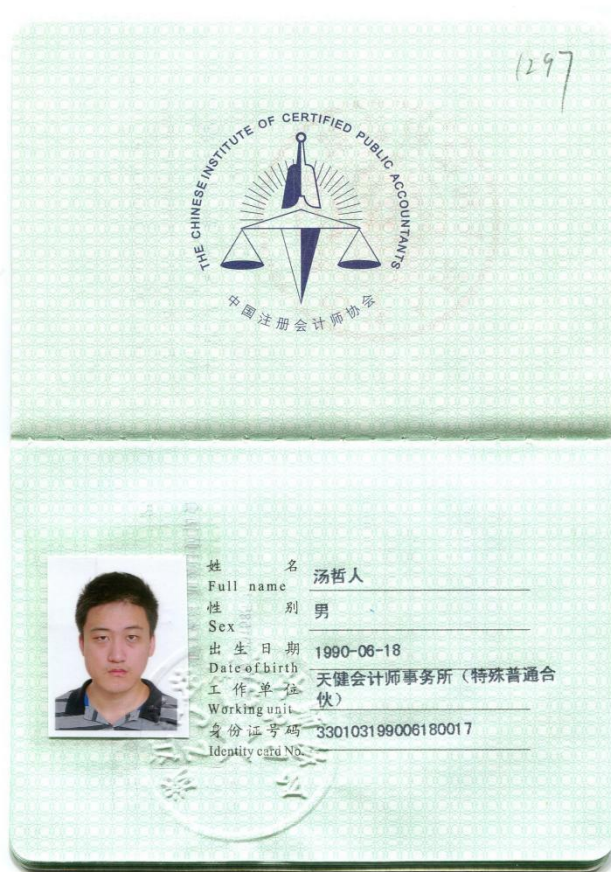 1297
THE CHINESE INSTITUTE OF CERTIFIED PUBLIC ACCOUNTANTS
中国注册会计师协会
姓 名 汤哲人
Full name
性 别 男
Sex
出 生 日 期 1990-06-18
Date of birth
工 作 单 位 天健会计师事务所（特殊普通合
Working unit 伙）
身份证号码 330103199006180017
Identity card No.